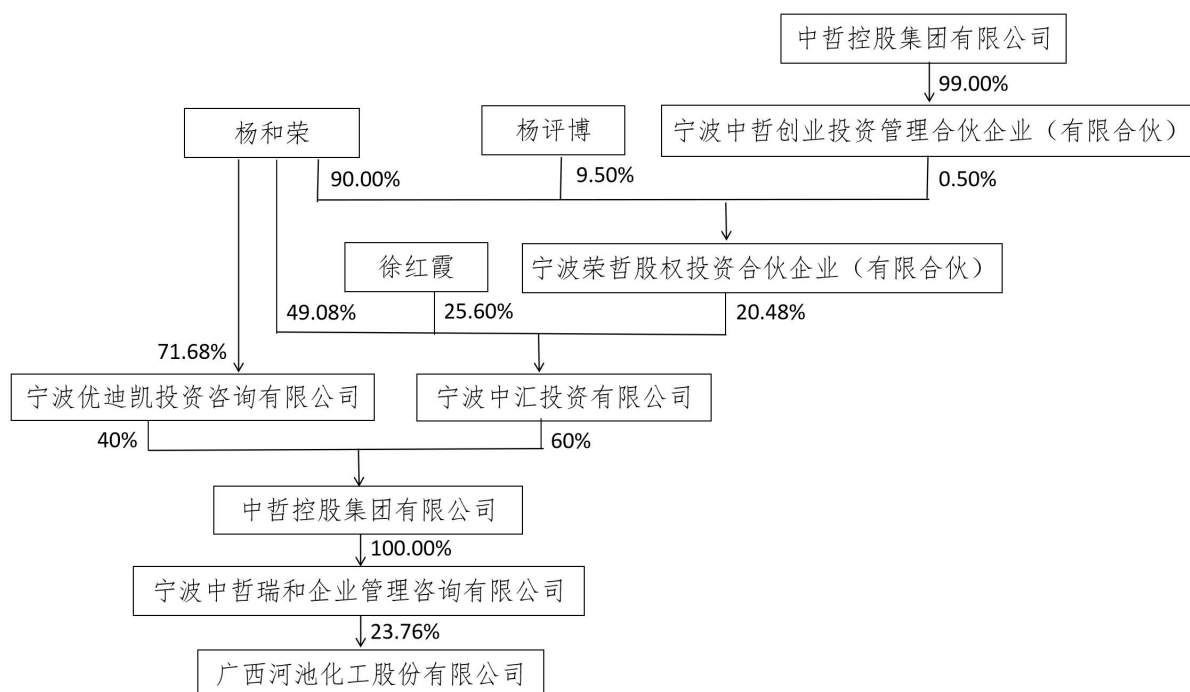 中哲控股集团有限公司
99.00%
杨和荣
杨评博
宁波中哲创业投资管理合伙企业（有限合伙）
90.00%
9.50%
0.50%
徐红霞
宁波荣哲股权投资合伙企业（有限合伙）
49.08%
25.60%
20.48%
71.68%
宁波优迪凯投资咨询有限公司
宁波中汇投资有限公司
40%
60%
中哲控股集团有限公司
100.00%
宁波中哲瑞和企业管理咨询有限公司
23.76%
广西河池化工股份有限公司